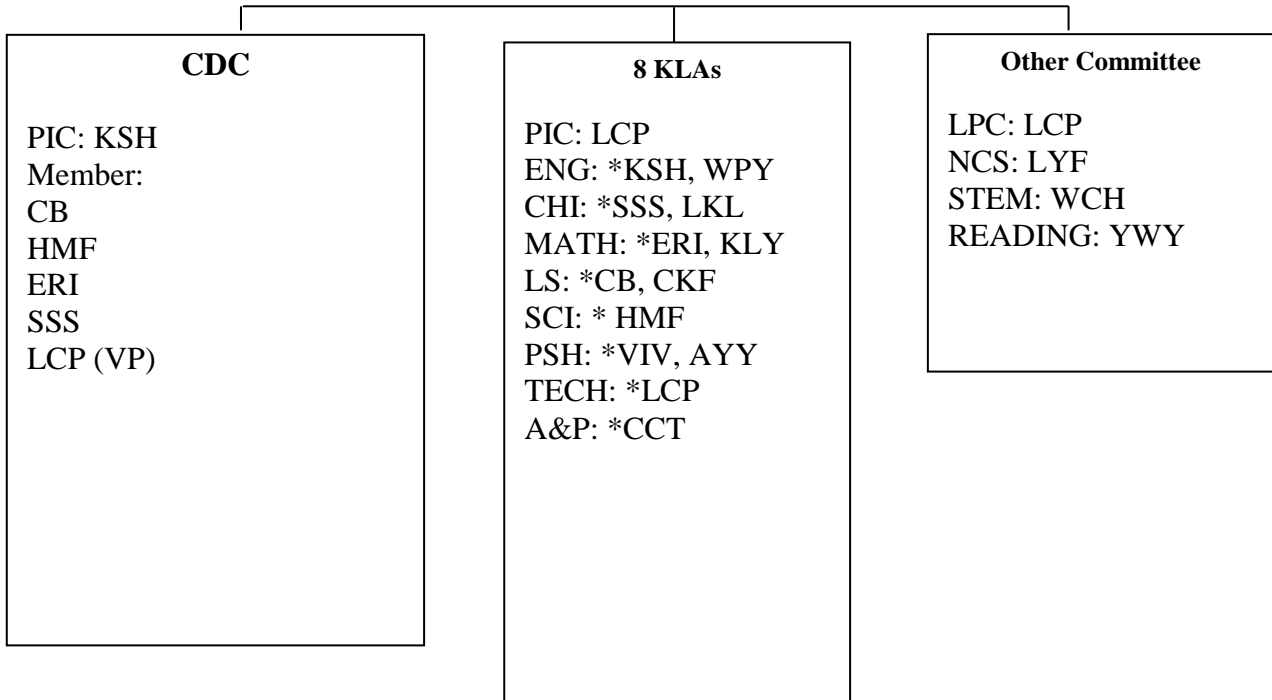 CDC
PIC: KSH
Member:
CB
HMF
ERI
SSS
LCP (VP)
8 KLAs
PIC: LCP
ENG: *KSH, WPY
CHI: *SSS, LKL
MATH: *ERI, KLY
LS: *CB, CKF
SCI: * HMF
PSH: *VIV, AYY
TECH: *LCP
A&P: *CCT
Other Committee
LPC: LCP
NCS: LYF
STEM: WCH
READING: YWY